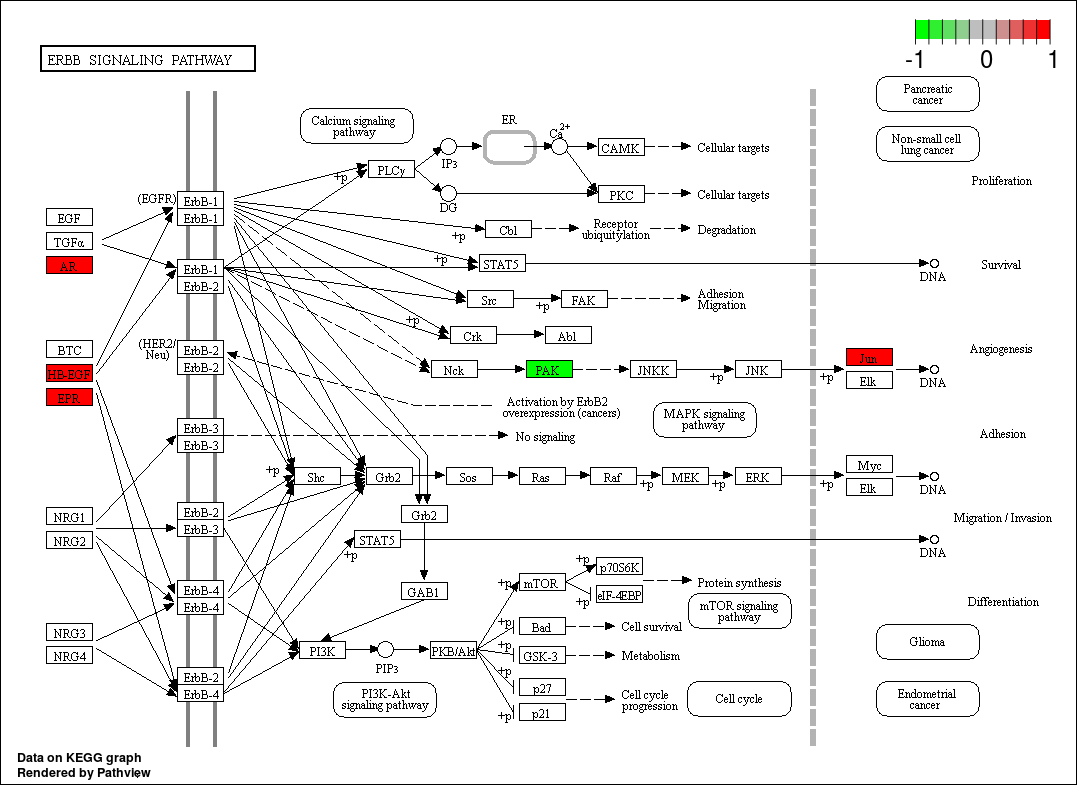 -1 0 1
ERBB SIGNALING PATHWAY
Pancreatic
cancer
Non-small cell
lung cancer
Calcium signaling
pathway
ER
Ca2+
IP3
CAMK
Cellular targets
PLCγ
+p
DG
PKC
Cellular targets
Proliferation
(EGFR)
ErbB-1
ErbB-1
EGF
TGFα
AR
Cbl
+p
Receptor
ubiquitylation
Degradation
ErbB-1
ErbB-2
+p
STAT5
DNA
Survival
Src
+p
FAK
Adhesion
Migration
+p
Crk
Abl
BTC
HB-EGF
EPR
(HER2/
Neu)
ErbB-2
ErbB-2
Nck
PAK
JNKK
+p
JNK
+p
Jun
Elk
DNA
Angiogenesis
Activation by ErbB2
overexpression (cancers)
MAPK signaling
pathway
ErbB-3
ErbB-3
No signaling
Adhesion
+p
Shc
Grb2
Sos
Ras
Raf
+p
MEK
+p
ERK
+p
Myc
Elk
DNA
NRG1
NRG2
ErbB-2
ErbB-3
Grb2
Migration / Invasion
STAT5
+p
DNA
ErbB-4
ErbB-4
GAB1
+p
mTOR
+p
p70S6K
+p
eIF-4EBP
Protein synthesis
mTOR signaling
pathway
Differentiation
NRG3
NRG4
+p
Bad
Cell survival
Glioma
PI3K
PIP3
PKB/Akt
+p
GSK-3
Metabolism
ErbB-2
ErbB-4
PI3K-Akt
signaling pathway
+p
p27
+p
p21
Cell cycle
progression
Cell cycle
Endometrial
cancer
Data on KEGG graph
Rendered by Pathview